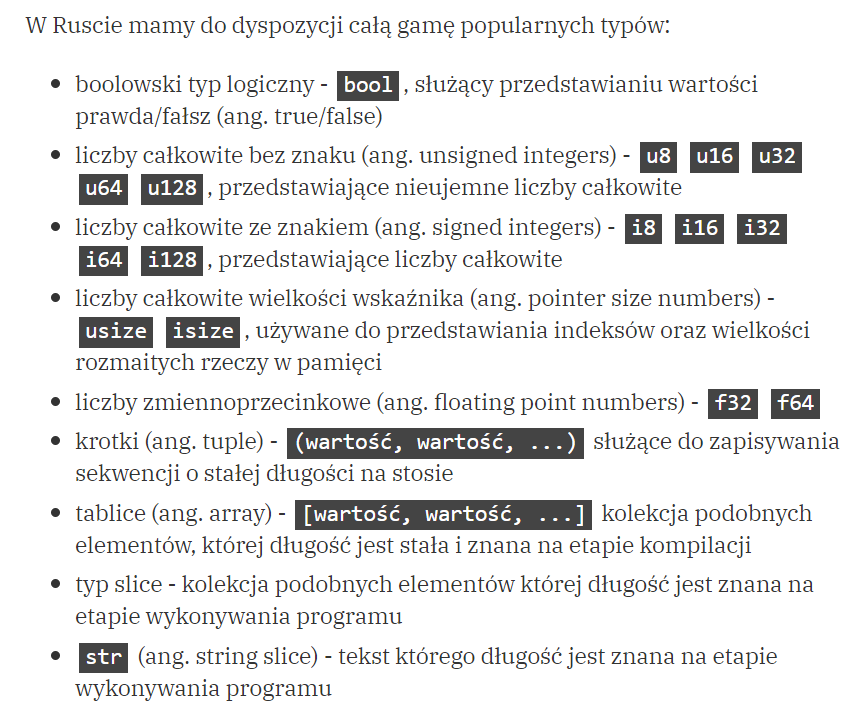 W Ruscie mamy do dyspozycji całą gamę popularnych typów:
• boolowski typ logiczny - bool, służący przedstawianiu wartości
prawda/fałsz (ang. true/false)
• liczby całkowite bez znaku (ang. unsigned integers) - u8 u16 u32
u64 u128, przedstawiające nieujemne liczby całkowite
• liczby całkowite ze znakiem (ang. signed integers) - i8 i16 i32
i64 i128, przedstawiające liczby całkowite
• liczby całkowite wielkości wskaźnika (ang. pointer size numbers) -
usize isize, używane do przedstawiania indeksów oraz wielkości
rozmaitych rzeczy w pamięci
• liczby zmiennoprzecinkowe (ang. floating point numbers) - f32 f64
• krotki (ang. tuple) - (wartość, wartość, ...) służące do zapisywania
sekwencji o stałej długości na stosie
• tablice (ang. array) - [wartość, wartość, ...] kolekcja podobnych
elementów, której długość jest stała i znana na etapie kompilacji
• typ slice - kolekcja podobnych elementów której długość jest znana na
etapie wykonywania programu
• str (ang. string slice) - tekst którego długość jest znana na etapie
wykonywania programu